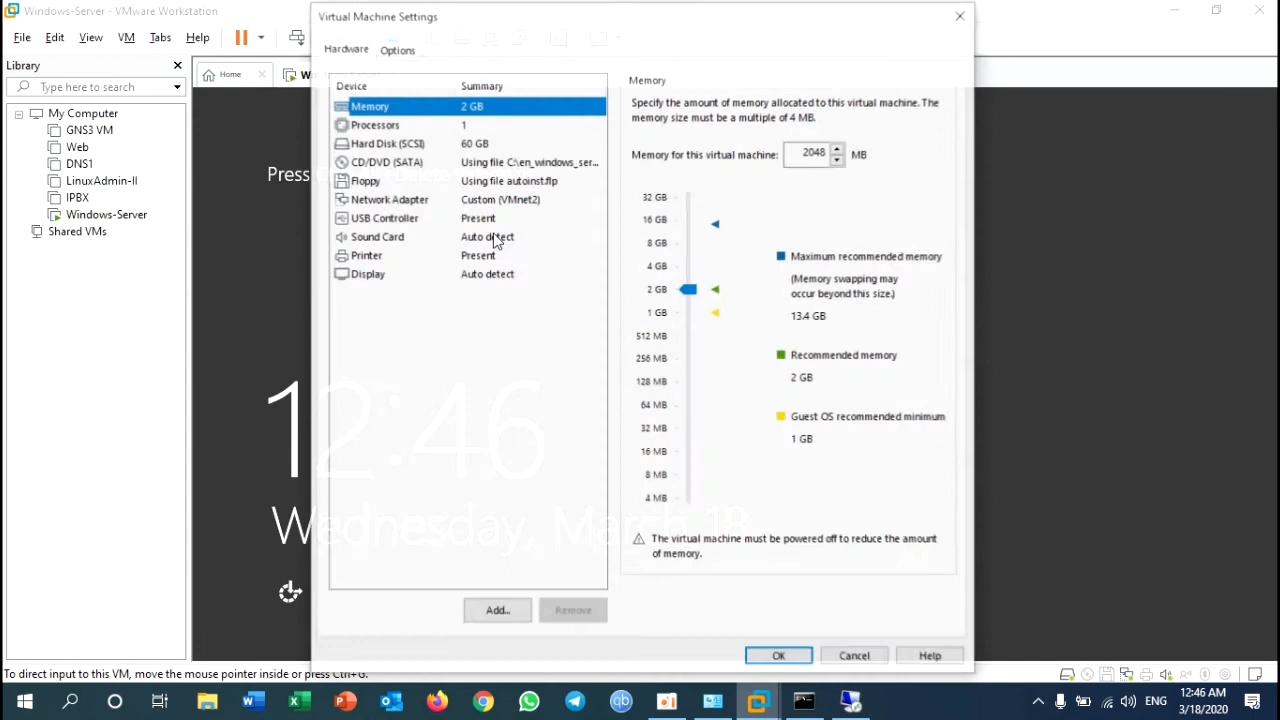 Windows-Server - VMware Workstation
File Edit View VM Tabs Help
Library
Type here to search
My Computer
GNS3 VM
Web
DNS1
LinuxAdmin-II
IPBX
Windows-Server
Shared VMs
Home
Virtual Machine Settings
Hardware Options
Device Summary
Memory 2 GB
Processors 1
Hard Disk (SCSI) 60 GB
CD/DVD (SATA) Using file C:\en_windows_ser...
Floppy Using file autoinst.flp
Network Adapter Custom (VMnet2)
USB Controller Present
Sound Card Auto detect
Printer Present
Display Auto detect
Add... Remove
Memory
Specify the amount of memory allocated to this virtual machine. The
memory size must be a multiple of 4 MB.
Memory for this virtual machine: 2048 MB
32 GB
16 GB
8 GB
4 GB
2 GB
1 GB
512 MB
256 MB
128 MB
64 MB
32 MB
16 MB
8 MB
4 MB
Maximum recommended memory
(Memory swapping may
occur beyond this size.)
13.4 GB
Recommended memory
2 GB
Guest OS recommended minimum
1 GB
The virtual machine must be powered off to reduce the amount
of memory.
OK Cancel Help
Press
12:46
Wednesday, March 18
To direct input to this VM, move the mouse pointer inside or press Ctrl+G.
ENG
12:46 AM
3/18/2020